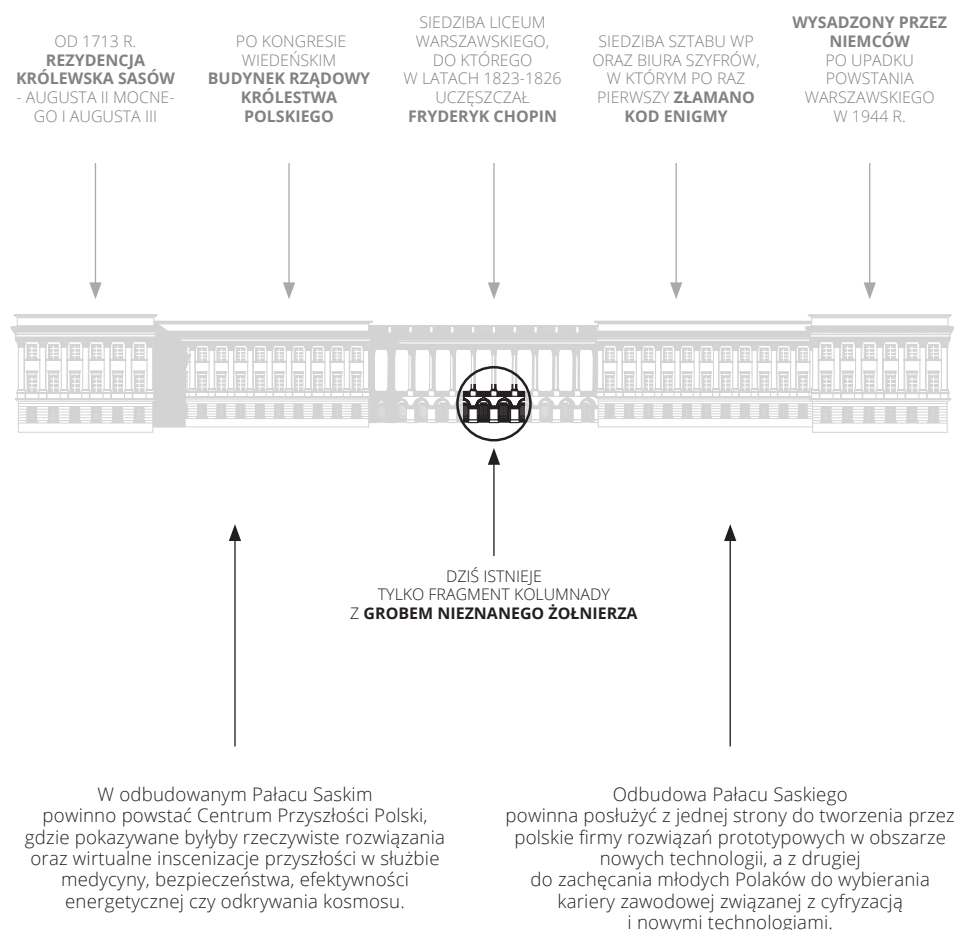 OD 1713 R.
REZYDENCJA
KRÓLEWSKA SASÓW
- AUGUSTA II MOCNE-
GO I AUGUSTA III
PO KONGRESIE
WIEDEŃSKIM
BUDYNEK RZĄDOWY
KRÓLESTWA
POLSKIEGO
SIEDZIBA LICEUM
WARSZAWSKIEGO,
DO KTÓREGO
W LATACH 1823-1826
UCZĘSZCZAŁ
FRYDERYK CHOPIN
SIEDZIBA SZTABU WP
ORAZ BIURA SZYFRÓW,
W KTÓRYM PO RAZ
PIERWSZY ZŁAMANO
KOD ENIGMY
WYSADZONY PRZEZ
NIEMCÓW
PO UPADKU
POWSTANIA
WARSZAWSKIEGO
W 1944 R.
DZIŚ ISTNIEJE
TYLKO FRAGMENT KOLUMNADY
Z GROBEM NIEZNANEGO ŻOŁNIERZA
W odbudowanym Pałacu Saskim
powinno powstać Centrum Przyszłości Polski,
gdzie pokazywane byłyby rzeczywiste rozwiązania
oraz wirtualne inscenizacje przyszłości w służbie
medycyny, bezpieczeństwa, efektywności
energetycznej czy odkrywania kosmosu.
Odbudowa Pałacu Saskiego
powinna posłużyć z jednej strony do tworzenia przez
polskie firmy rozwiązań prototypowych w obszarze
nowych technologii, a z drugiej
do zachęcania młodych Polaków do wybierania
kariery zawodowej związanej z cyfryzacją
i nowymi technologiami.